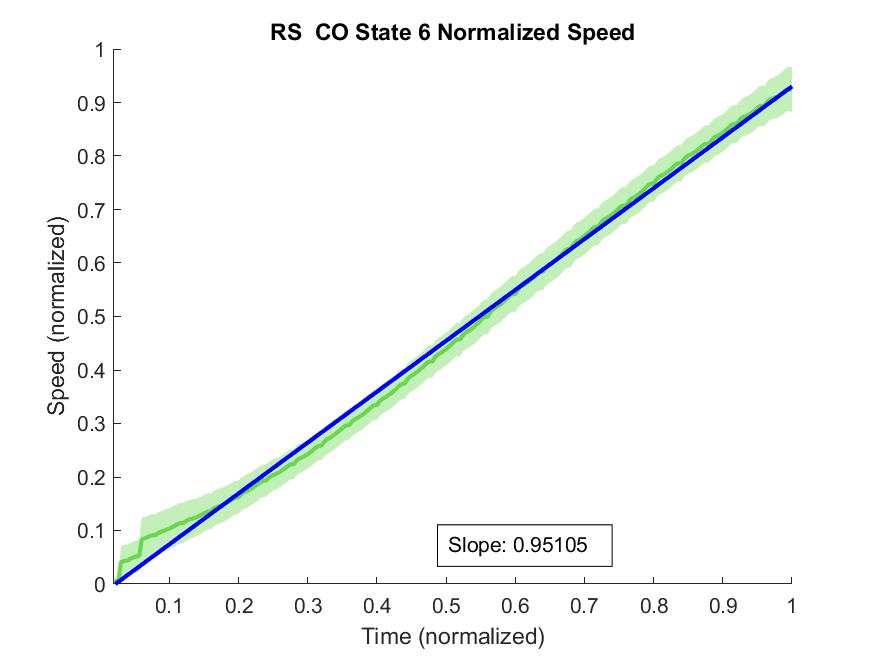 RS  CO State 6 Normalized Speed
1
0.9
0.8
0.7
0.6
0.5
0.4
0.3
0.2
0.1
0
Speed (normalized)
Slope: 0.95105
0.1 0.2 0.3 0.4 0.5 0.6 0.7 0.8 0.9 1
Time (normalized)